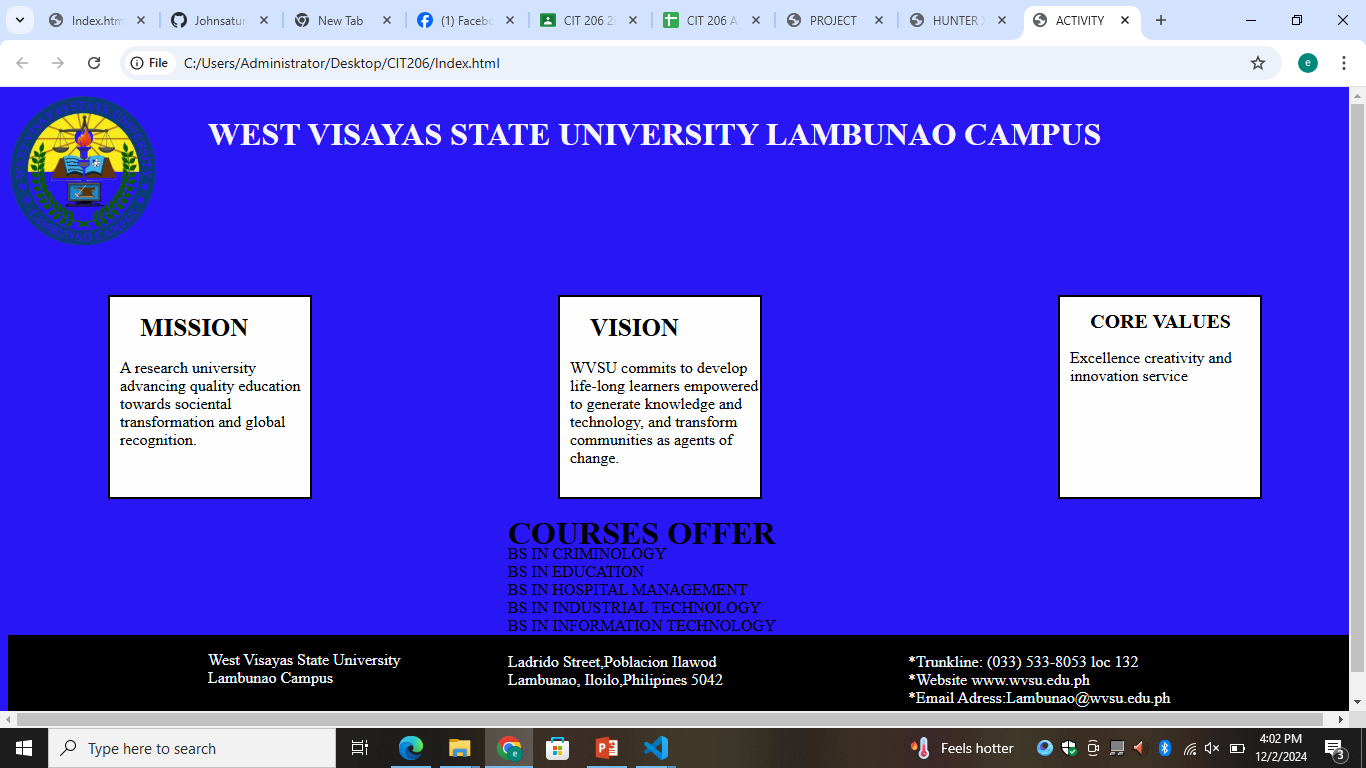 Index.htm
Johnsatur
New Tab
(1) Facebo
CIT 206 2
CIT 206 A
PROJECT
HUNTER
ACTIVITY
File
C:/Users/Administrator/Desktop/CIT206/Index.html
e
WEST VISAYAS STATE UNIVERSITY LAMBUNAO CAMPUS
LAMBUNAO CAMPUS
MISSION
A research university
advancing quality education
towards sociental
transformation and global
recognition.
VISION
WVSU commits to develop
life-long learners empowered
to generate knowledge and
technology, and transform
communities as agents of
change.
CORE VALUES
Excellence creativity and
innovation service
COURSES OFFER
BS IN CRIMINOLOGY
BS IN EDUCATION
BS IN HOSPITAL MANAGEMENT
BS IN INDUSTRIAL TECHNOLOGY
BS IN INFORMATION TECHNOLOGY
West Visayas State University
Lambunao Campus
Ladrido Street,Poblacion Ilawod
Lambunao, Iloilo,Philipines 5042
*Trunkline: (033) 533-8053 loc 132
*Website www.wvsu.edu.ph
*Email Adress:Lambunao@wvsu.edu.ph
Type here to search
Feels hotter
4:02 PM
12/2/2024
3